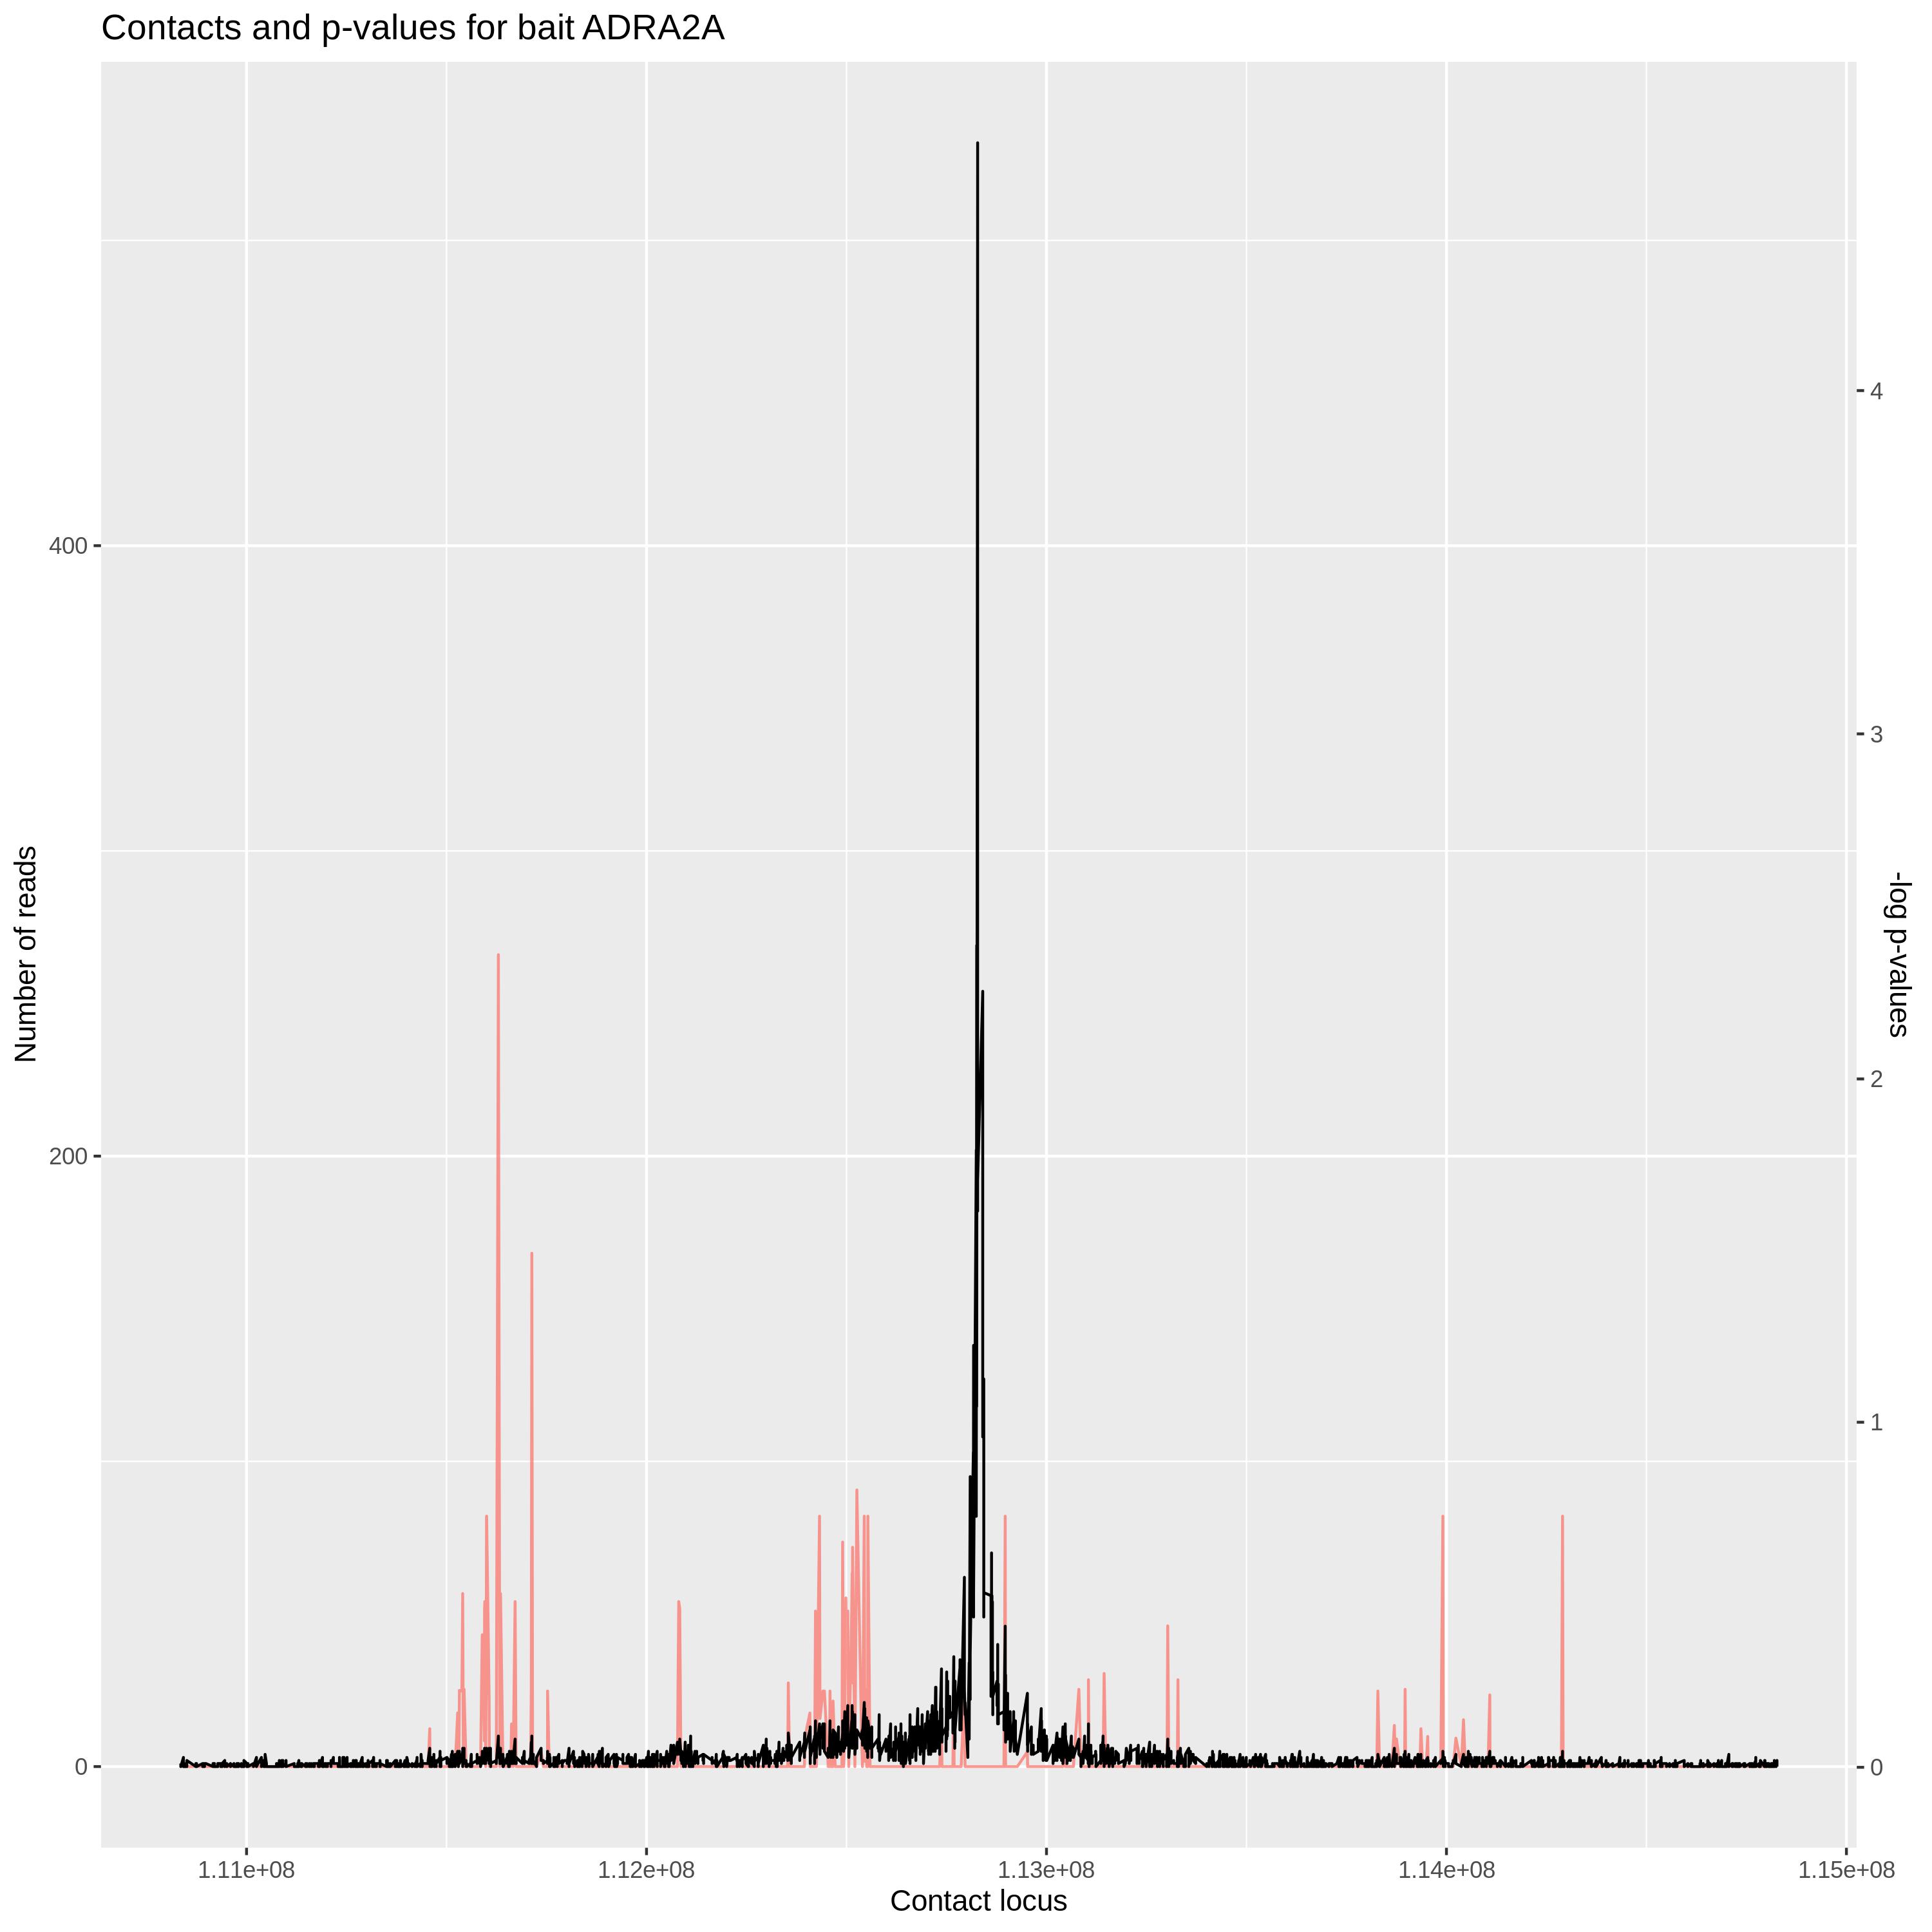 Contacts and p-values for bait ADRA2A
Number of reads
400
200
0
4
3
2
1
0
-log p-values
1.11e+08 1.12e+08 1.13e+08 1.14e+08 1.15e+08
Contact locus